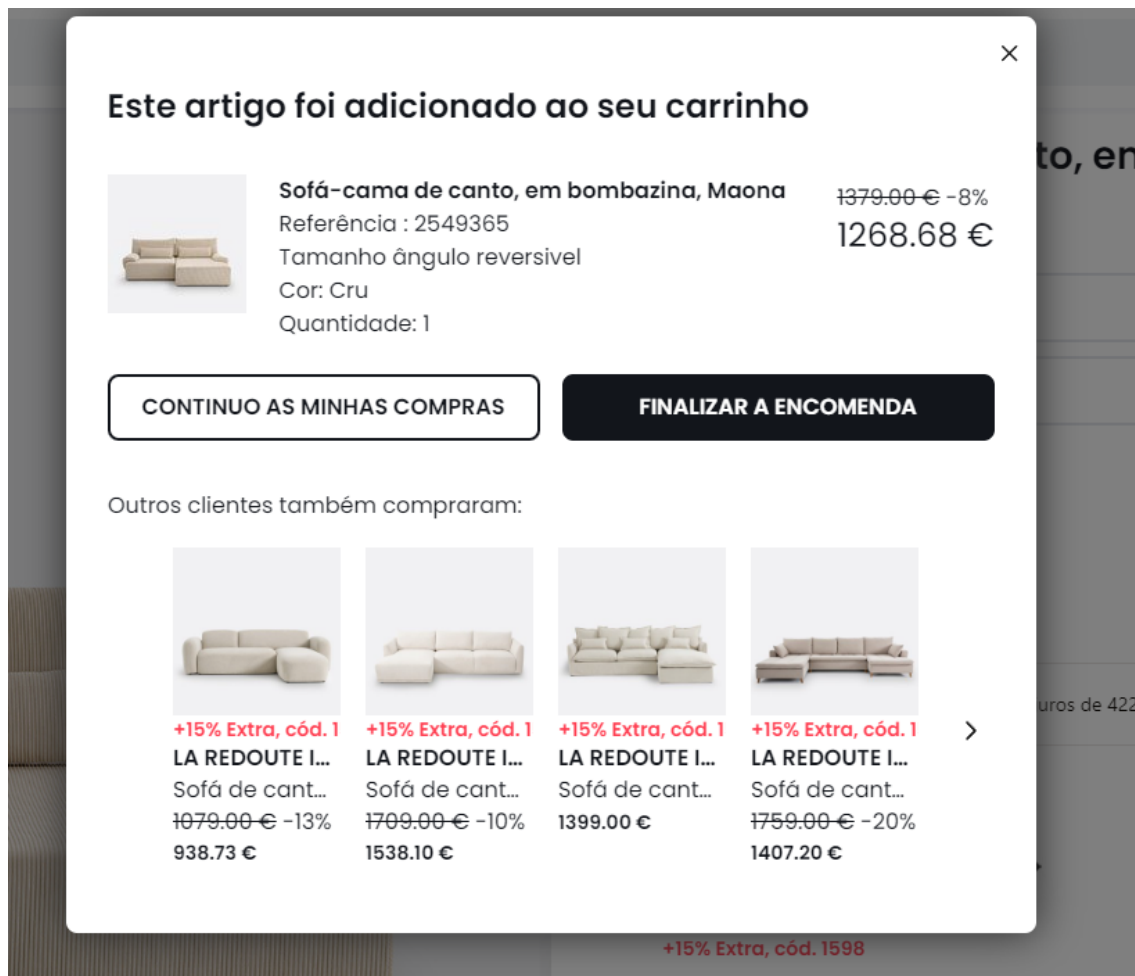 Este artigo foi adicionado ao seu carrinho
Sofá-cama de canto, em bombazina, Maona
Referência : 2549365
Tamanho ângulo reversivel
Cor: Cru
Quantidade: 1
1379.00 € -8%
1268.68 €
CONTINUO AS MINHAS COMPRAS
FINALIZAR A ENCOMENDA
Outros clientes também compraram:
+15% Extra, cód. 1
LA REDOUTE I...
Sofá de cant...
1079.00 € -13%
938.73 €
+15% Extra, cód. 1
LA REDOUTE I...
Sofá de cant...
1709.00 € -10%
1538.10 €
+15% Extra, cód. 1
LA REDOUTE I...
Sofá de cant...
1399.00 €
+15% Extra, cód. 1
LA REDOUTE I...
Sofá de cant...
1759.00 € -20%
1407.20 €
to, en
uros de 422
+15% Extra, cód. 1598